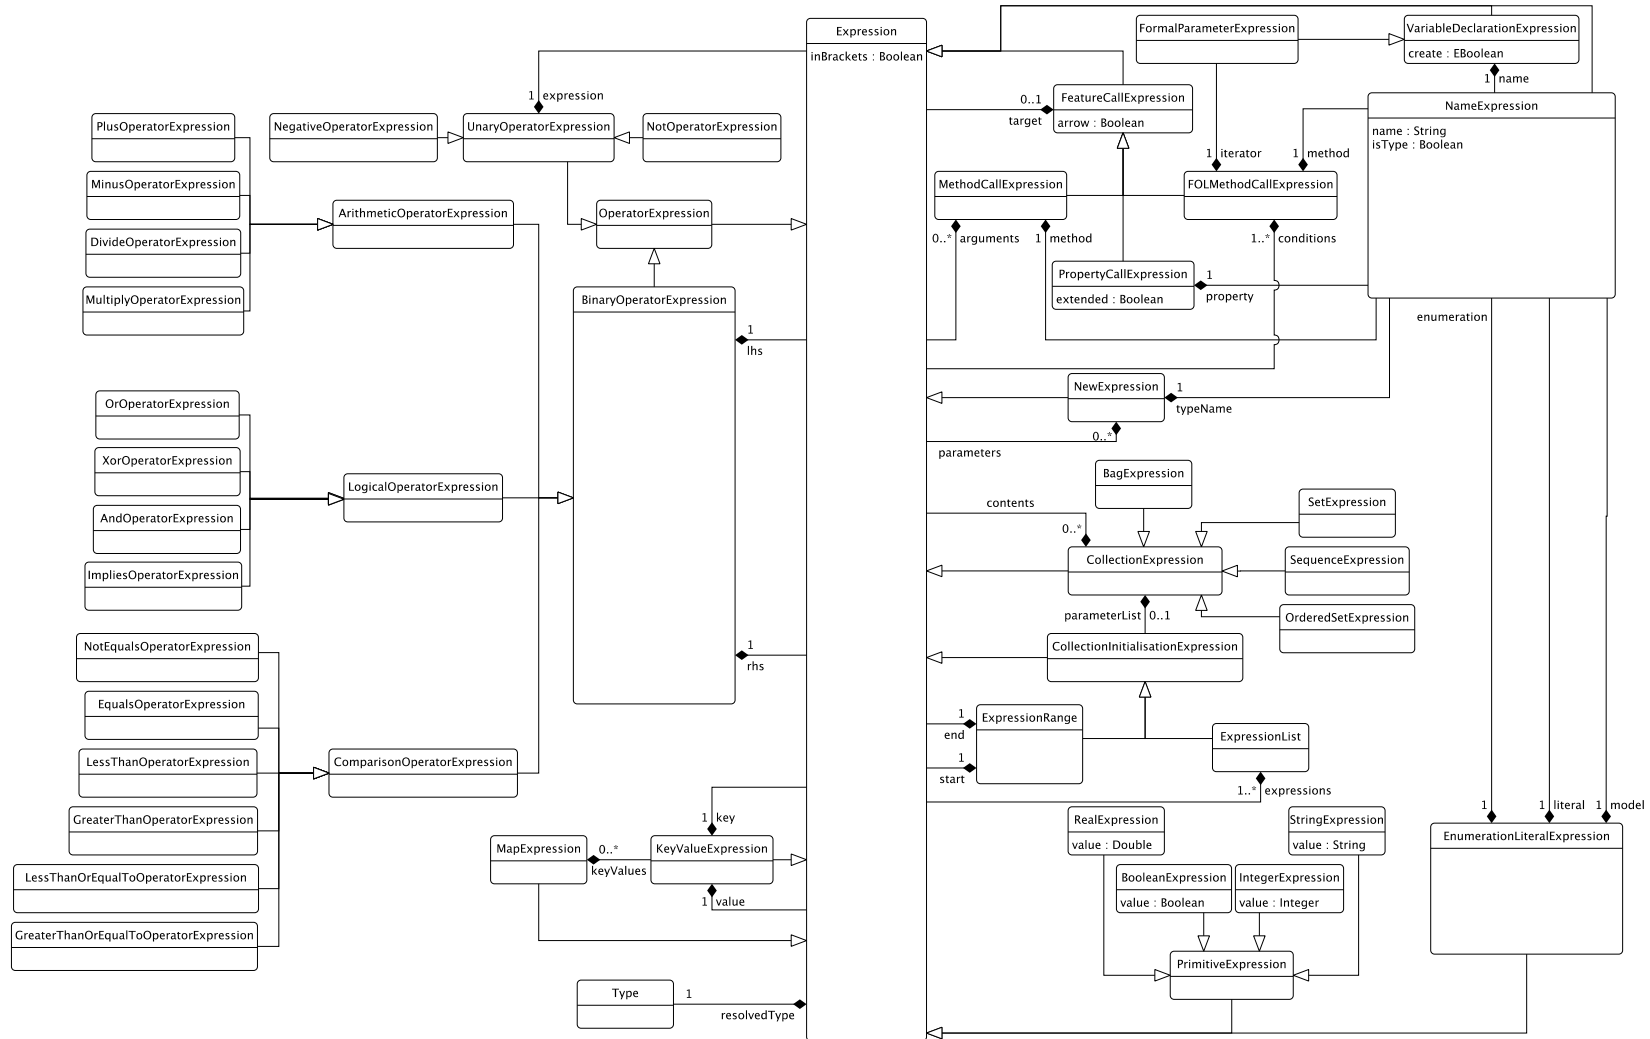 Expression
inBrackets : Boolean
FormalParameterExpression
VariableDeclarationExpression
create : EBoolean
1 name
NameExpression
name : String
isType : Boolean
1 expression
0..1
target
FeatureCallExpression
arrow : Boolean
PlusOperatorExpression
NegativeOperatorExpression
UnaryOperatorExpression
NotOperatorExpression
1 iterator
1 method
MinusOperatorExpression
MethodCallExpression
FOLMethodCallExpression
ArithmeticOperatorExpression
OperatorExpression
DivideOperatorExpression
0..* arguments
1 method
1..* conditions
PropertyCallExpression
extended : Boolean
1
property
MultiplyOperatorExpression
BinaryOperatorExpression
enumeration
1
lhs
NewExpression
1
typeName
0..*
parameters
OrOperatorExpression
XorOperatorExpression
BagExpression
LogicalOperatorExpression
contents
0..*
SetExpression
AndOperatorExpression
CollectionExpression
SequenceExpression
ImpliesOperatorExpression
parameterList 0..1
OrderedSetExpression
NotEqualsOperatorExpression
1
rhs
CollectionInitialisationExpression
EqualsOperatorExpression
1
end
ExpressionRange
ExpressionList
LessThanOperatorExpression
ComparisonOperatorExpression
1
start
1..* expressions
1
1 literal
1 model
GreaterThanOperatorExpression
1 key
RealExpression
value : Double
StringExpression
value : String
EnumerationLiteralExpression
MapExpression
0..*
keyValues
KeyValueExpression
LessThanOrEqualToOperatorExpression
BooleanExpression
value : Boolean
IntegerExpression
value : Integer
1 value
GreaterThanOrEqualToOperatorExpression
PrimitiveExpression
Type
1
resolvedType